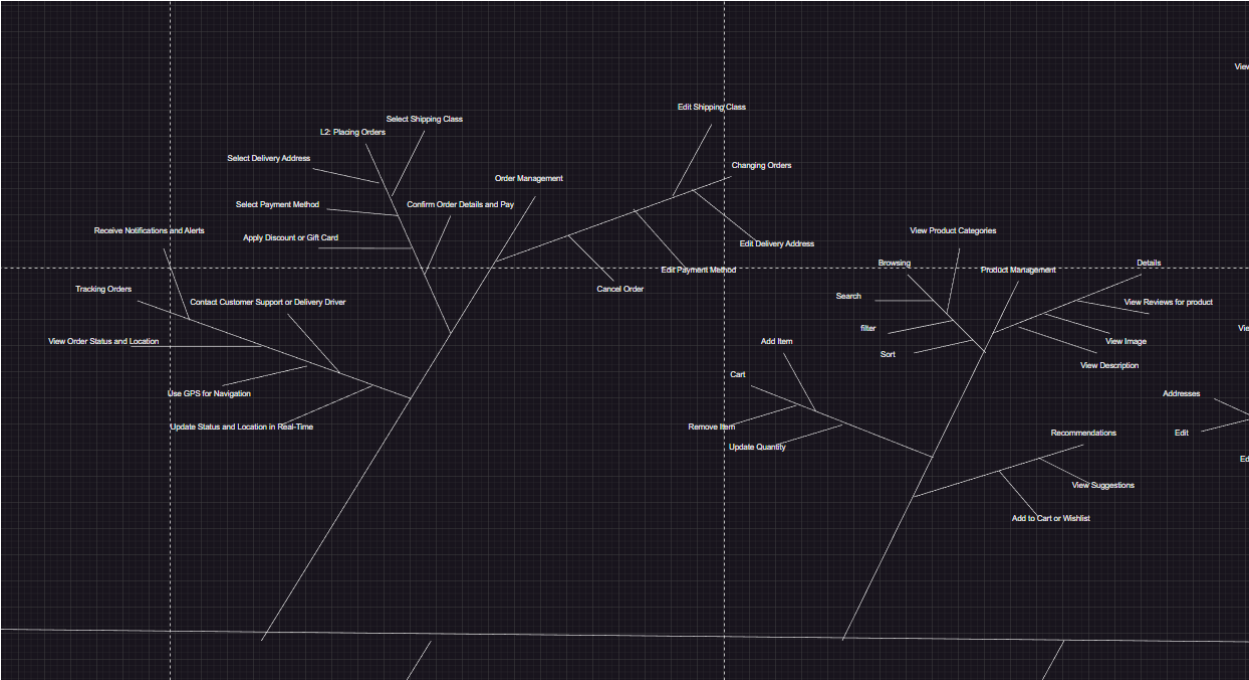 View
Edit Shipping Class
Select Shipping Class
L2: Placing Orders
Select Delivery Address
Changing Orders
Order Management
Select Payment Method
Confirm Order Details and Pay
Receive Notifications and Alerts
Apply Discount or Gift Card
Edit Delivery Address
View Product Categories
Browsing
Edit Payment Method
Product Management
Details
Tracking Orders
Cancel Order
Search
Contact Customer Support or Delivery Driver
View Reviews for product
filter
View Order Status and Location
Add Item
View Image
Sort
View Description
Cart
Use GPS for Navigation
Addresses
Update Status and Location in Real-Time
Remove Item
Recommendations
Edit
Update Quantity
View Suggestions
Add to Cart or Wishlist